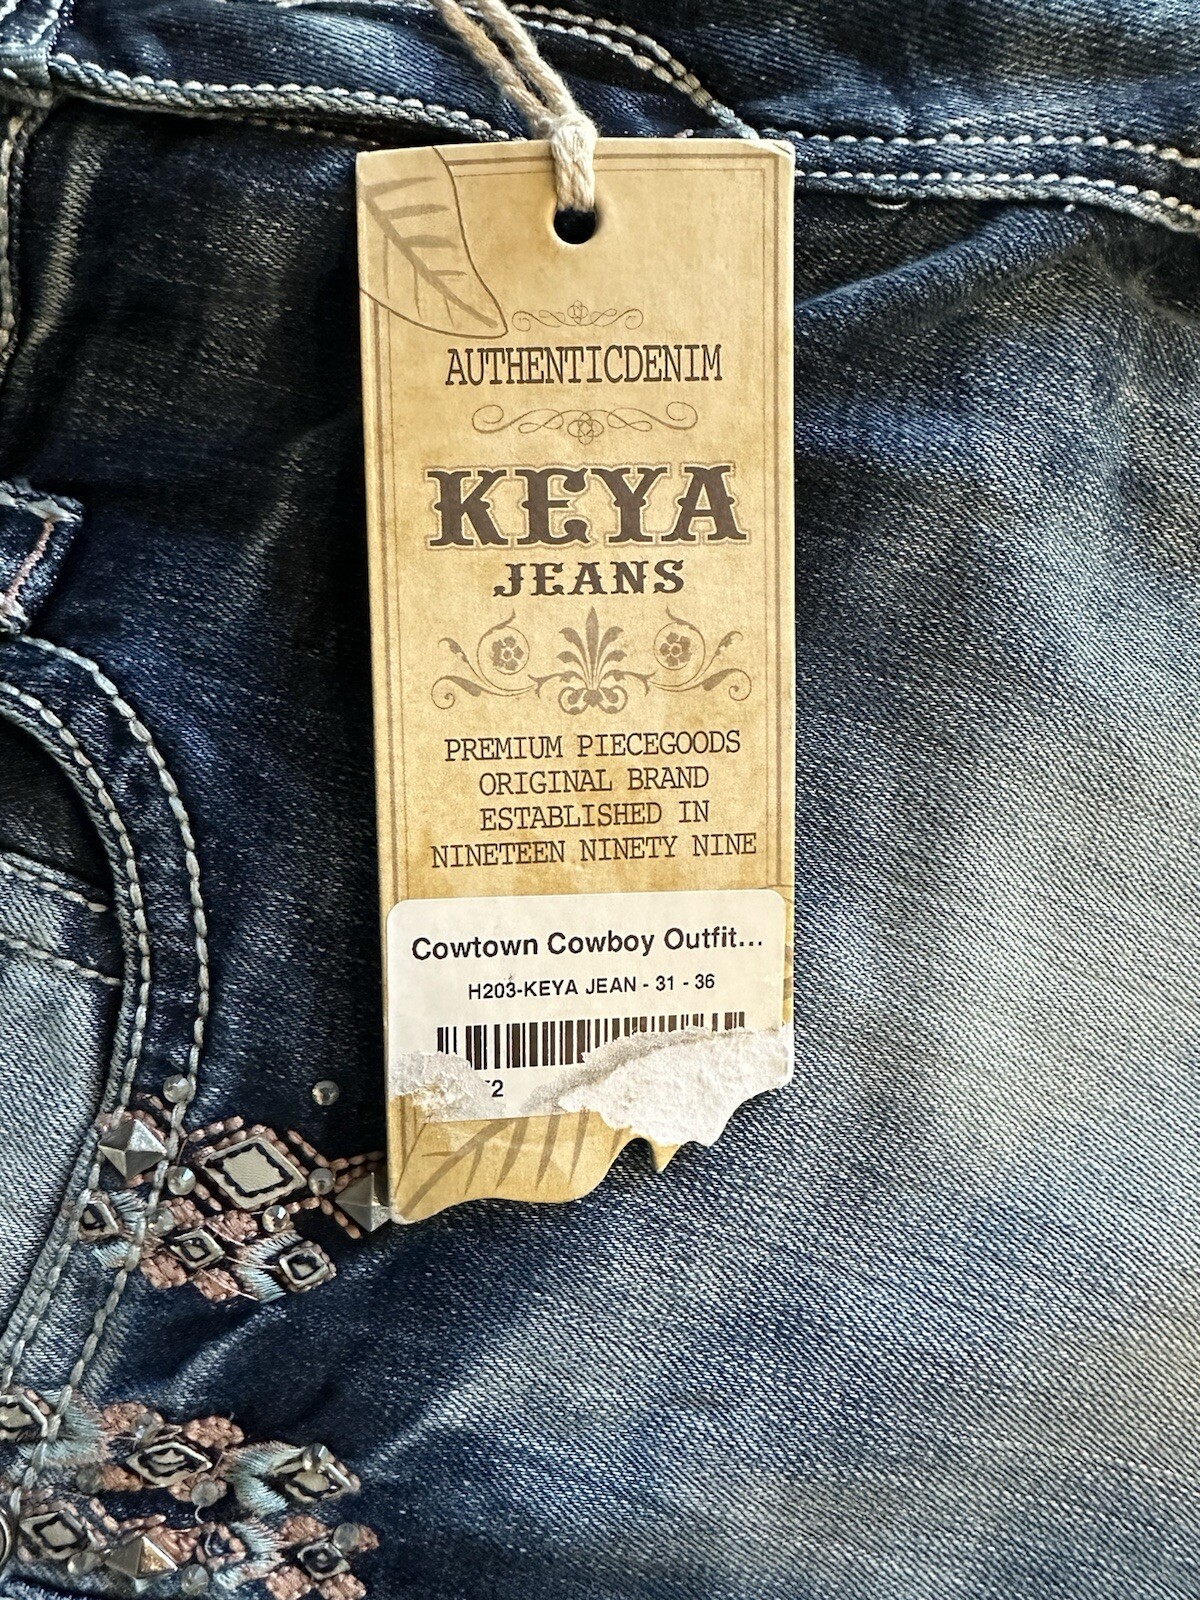 AUTHENTICDENIM
KEYA
JEANS
PREMIUM PIECEGOODS
ORIGINAL BRAND
ESTABLISHED IN
NINETEEN NINETY NINE
Cowtown Cowboy Outfit...
H203-KEYA JEAN - 31 - 36